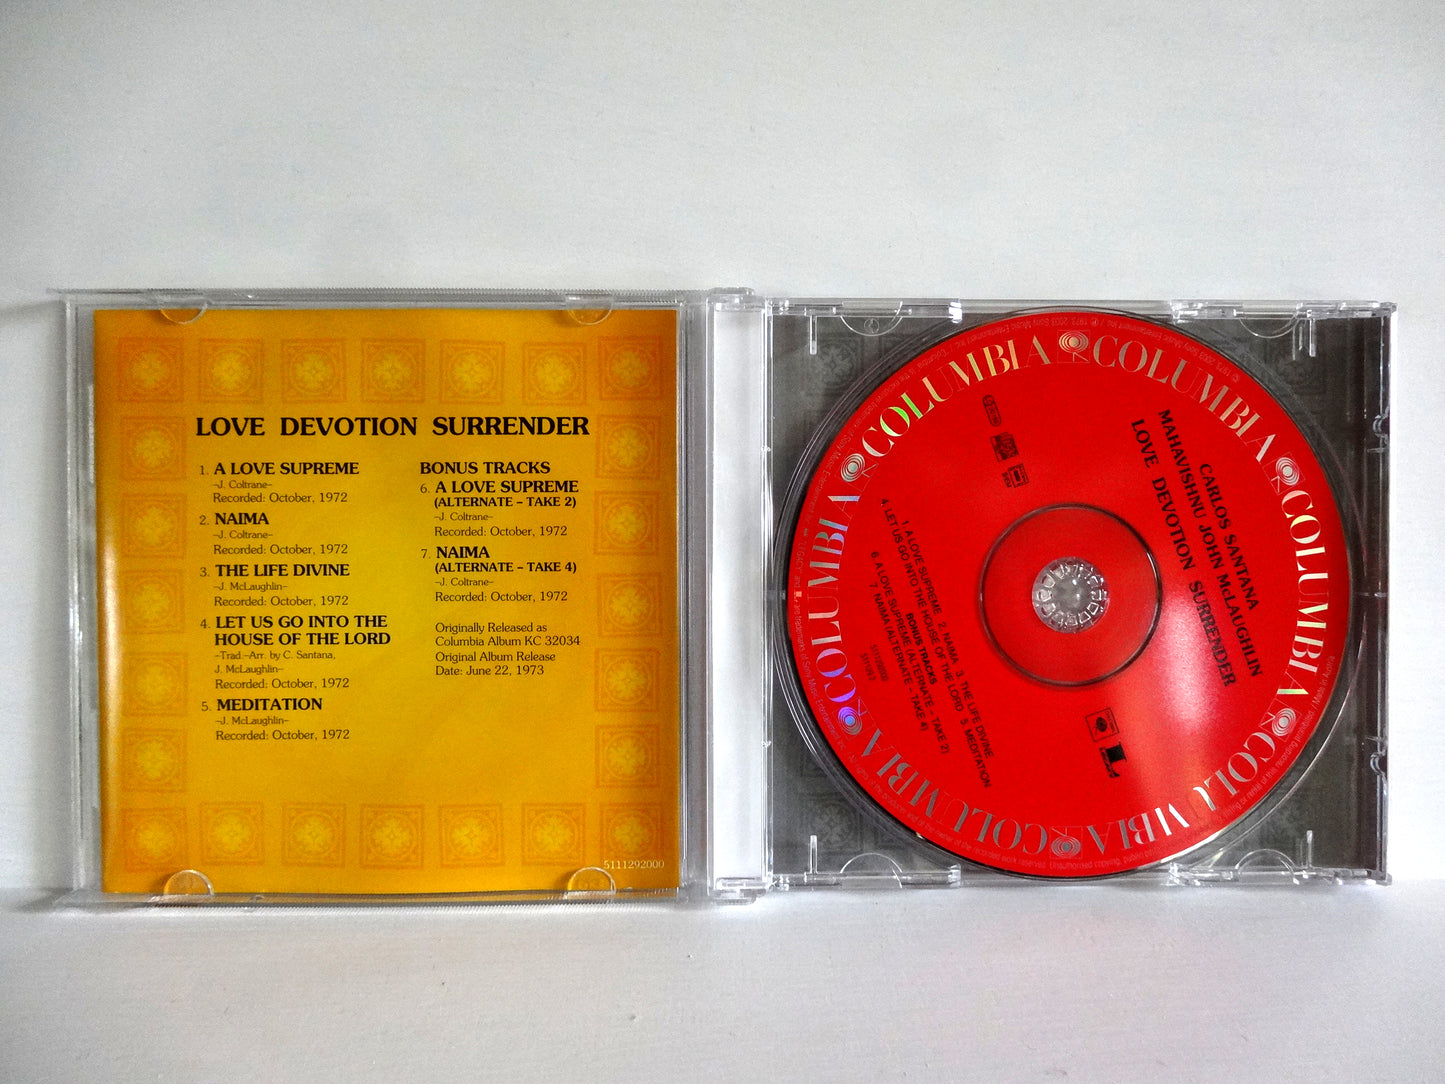 LOVE DEVOTION SURRENDER
1. A LOVE SUPREME
–J. Coltrane–
Recorded: October, 1972
2. NAIMA
–J. Coltrane–
Recorded: October, 1972
3. THE LIFE DIVINE
–J. McLaughlin–
Recorded: October, 1972
4. LET US GO INTO THE
HOUSE OF THE LORD
–Trad.–Arr. by C. Santana,
J. McLaughlin–
Recorded: October, 1972
5. MEDITATION
–J. McLaughlin–
Recorded: October, 1972
BONUS TRACKS
6. A LOVE SUPREME
(ALTERNATE – TAKE 2)
–J. Coltrane–
Recorded: October, 1972
7. NAIMA
(ALTERNATE – TAKE 4)
–J. Coltrane–
Recorded: October, 1972
Originally Released as
Columbia Album KC 32034
Original Album Release
Date: June 22, 1973
5111292000
COLUMBIA COLUMBIA COLUMBIA COLUMBIA COLUMBIA COLUMBIA COLUMBIA COLUMBIA
CARLOS SANTANA
MAHAVISHNU JOHN McLAUGHLIN
LOVE DEVOTION SURRENDER
1. A LOVE SUPREME 2. NAIMA 3. THE LIFE DIVINE
4. LET US GO INTO THE HOUSE OF THE LORD 5. MEDITATION
BONUS TRACKS
6. A LOVE SUPREME (ALTERNATE – TAKE 2)
7. NAIMA (ALTERNATE – TAKE 4)